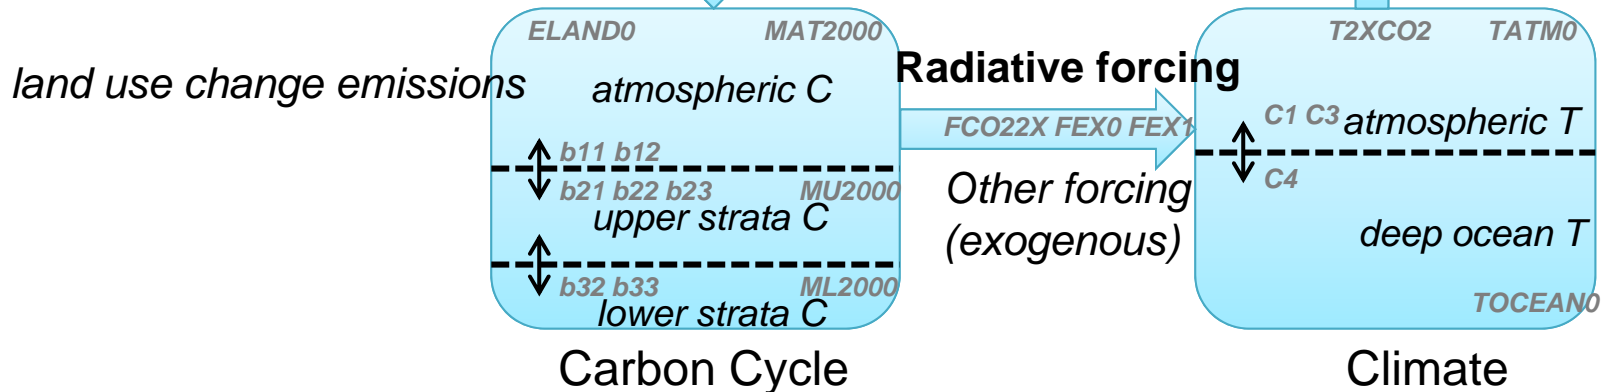 ELAND0 MAT2000
land use change emissions
atmospheric C
b11 b12
b21 b22 b23 MU2000
upper strata C
b32 b33 ML2000
lower strata C
Carbon Cycle
Radiative forcing
FCO22X FEX0 FEX1
Other forcing
(exogenous)
T2XCO2 TATM0
C1 C3 atmospheric T
C4
deep ocean T
TOCEAN0
Climate